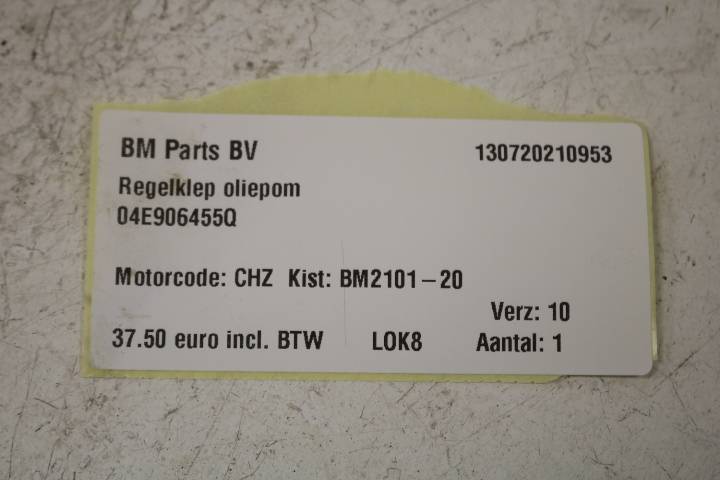 BM Parts BV 130720210953
Regelklep oliepom
04E906455Q
Motorcode: CHZ Kist: BM2101-20
Verz: 10
37.50 euro incl. BTW LOK8 Aantal: 1